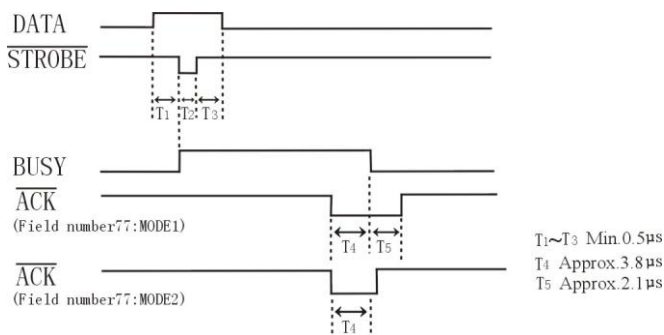 DATA
STROBE
T1 T2 T3
BUSY
ACK
(Field number77:MODE1)
T4 T5
T1~T3 Min.0.5μs
T4 Approx.3.8μs
ACK
T5 Approx.2.1μs
(Field number77:MODE2)
T4